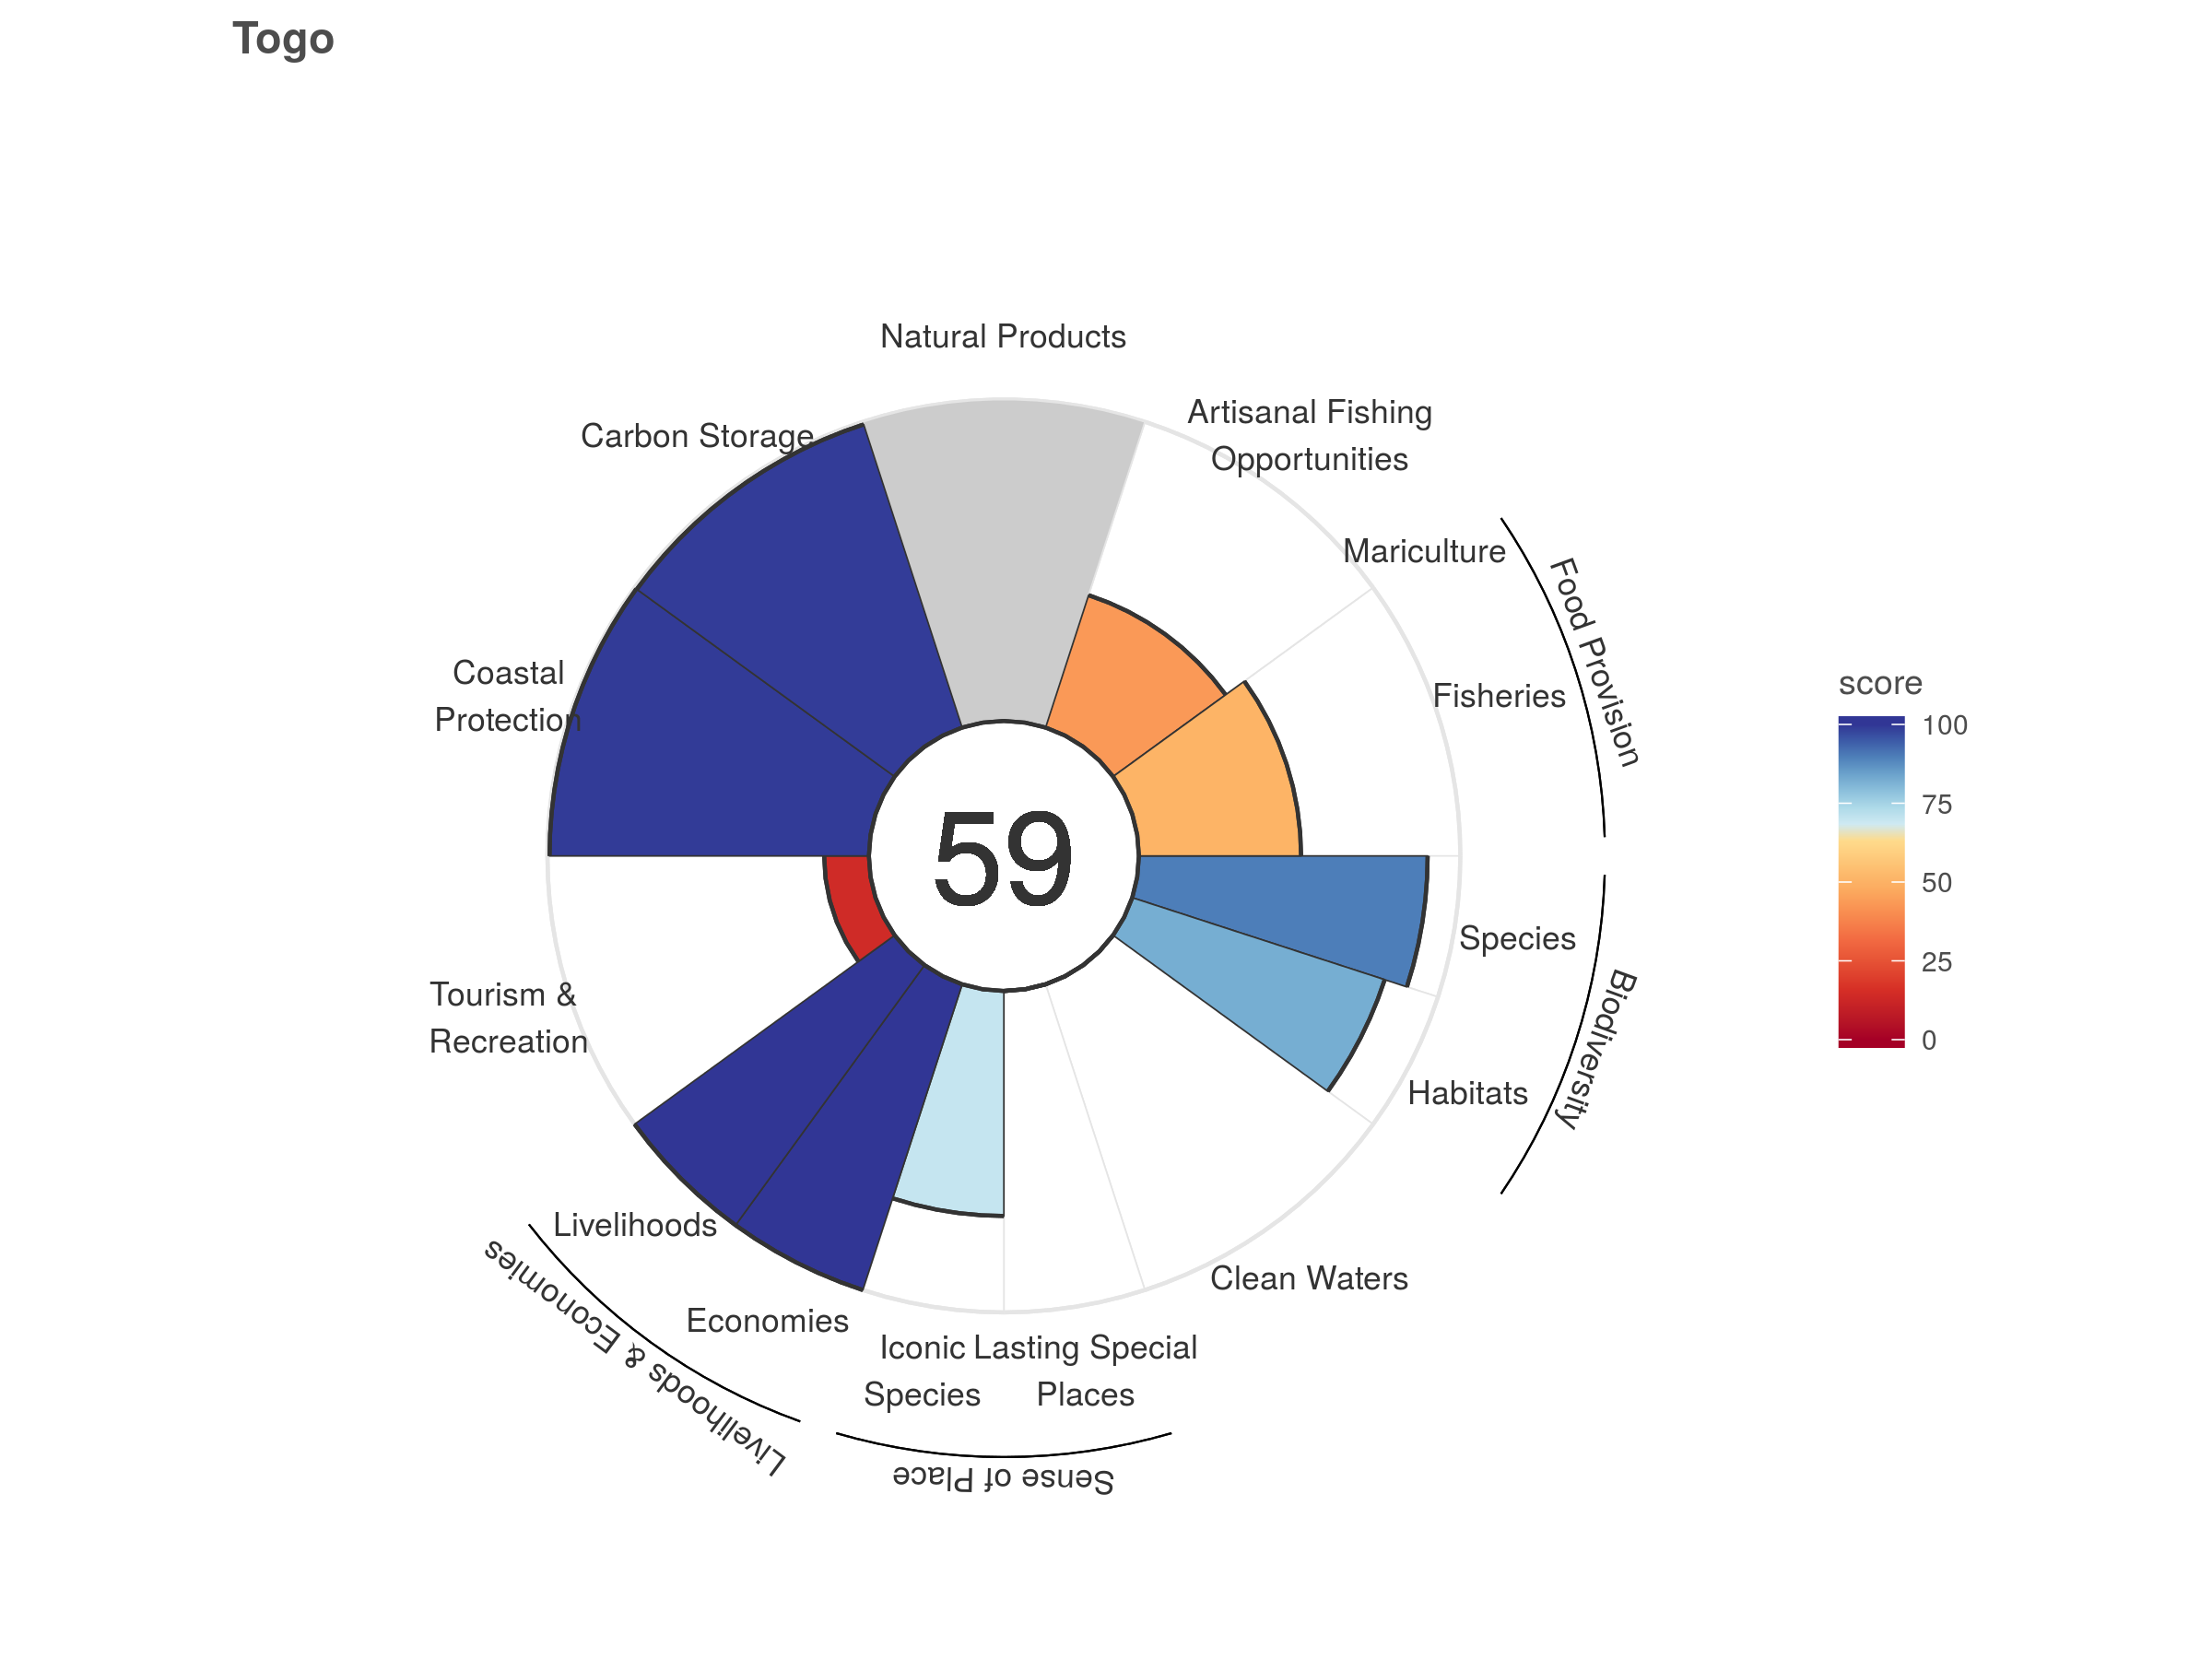 Togo
Natural Products
Artisanal Fishing
Opportunities
Carbon Storage
Mariculture
Food Provision
Coastal
Protection
Fisheries
score
100
75
50
25
0
59
Species
Biodiversity
Tourism &
Recreation
Habitats
Livelihoods
Clean Waters
Livelihoods & Economies
Economies
Iconic
Species
Lasting Special
Places
Sense of Place